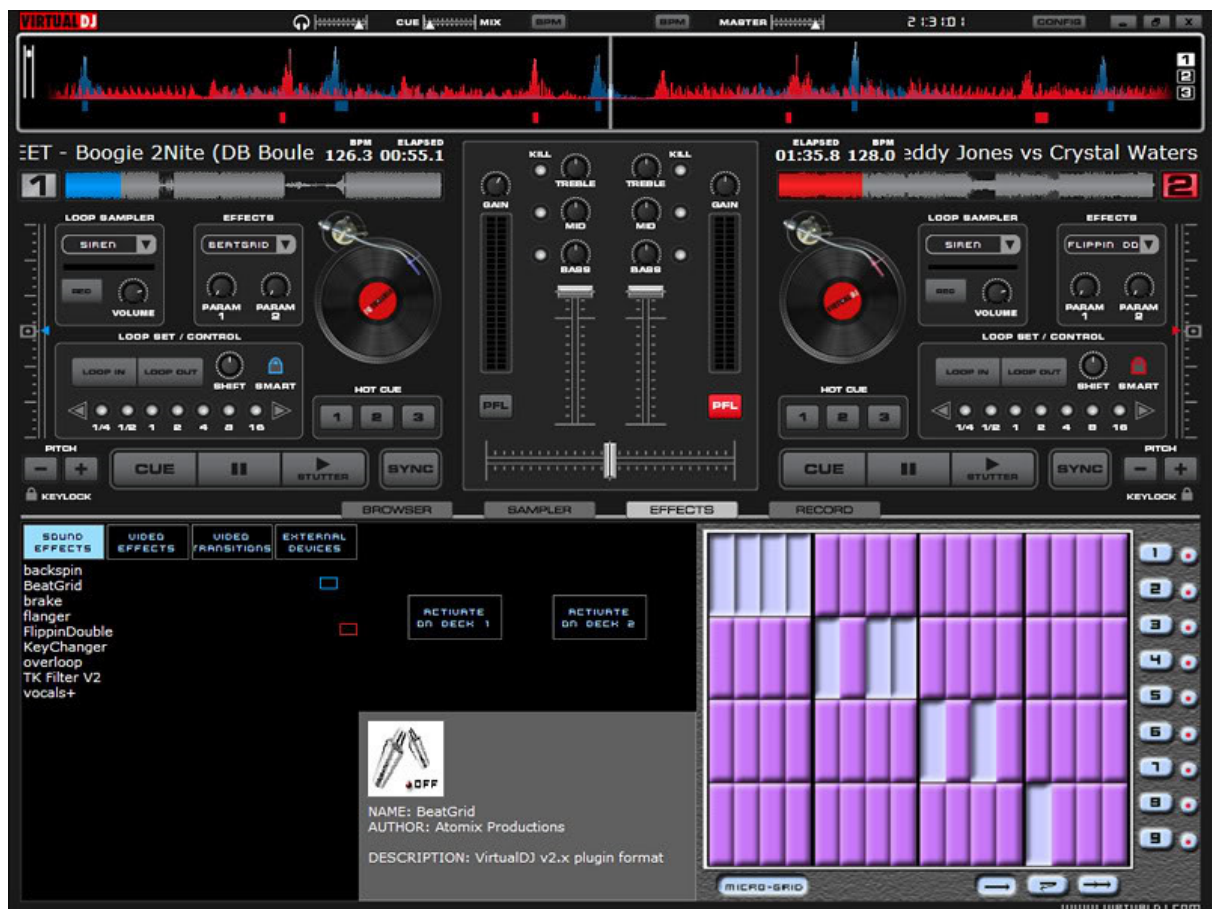 VIRTUAL DJ
CUE MIX BPM BPM MASTER 21:31:01 CONFIG
1
2
3
EET - Boogie 2Nite (DB Boule
BPM ELAPSED
126.3 00:55.1
ELAPSED BPM
01:35.8 128.0
eddy Jones vs Crystal Waters
1
2
KILL KILL
TREBLE TREBLE
GAIN GAIN
MID MID
BASS BASS
PFL PFL
LOOP SAMPLER EFFECTS
SIREN BEATGRID
REC
VOLUME
PARAM 1 PARAM 2
LOOP SET / CONTROL
LOOP IN LOOP OUT
SHIFT SMART
1/4 1/2 1 2 4 8 16
HOT CUE
1 2 3
PITCH
- +
CUE
STUTTER
SYNC
KEYLOCK
LOOP SAMPLER EFFECTS
SIREN FLIPPIN DO
REC
VOLUME
PARAM 1 PARAM 2
LOOP SET / CONTROL
LOOP IN LOOP OUT
SHIFT SMART
1/4 1/2 1 2 4 8 16
HOT CUE
1 2 3
CUE
STUTTER
SYNC
PITCH
- +
KEYLOCK
BROWSER SAMPLER EFFECTS RECORD
SOUND EFFECTS
VIDEO EFFECTS
VIDEO TRANSITIONS
EXTERNAL DEVICES
backspin
BeatGrid
brake
flanger
FlippinDouble
KeyChanger
overloop
TK Filter V2
vocals+
ACTIVATE ON DECK 1
ACTIVATE ON DECK 2
OFF
NAME: BeatGrid
AUTHOR: Atomix Productions
DESCRIPTION: VirtualDJ v2.x plugin format
1
2
3
4
5
6
7
8
9
MICRO-GRID
WWW.VIRTUALDJ.COM